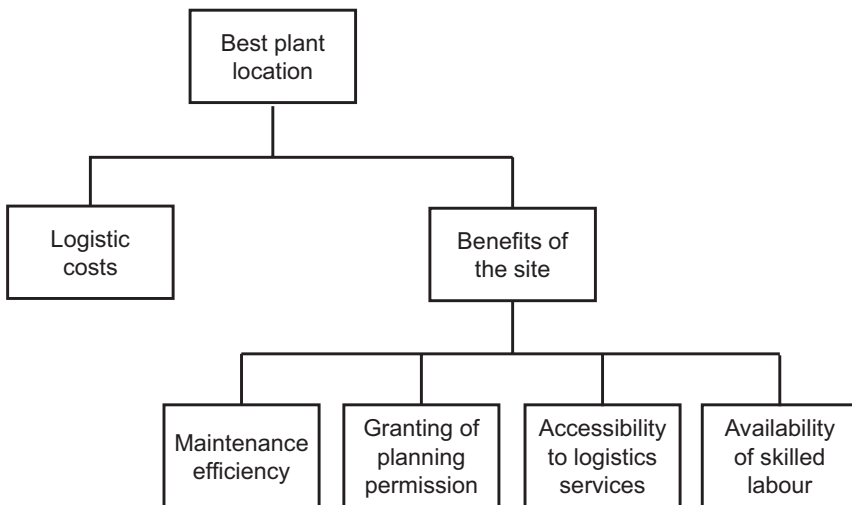 Best plant
location
Logistic
costs
Benefits of
the site
Maintenance
efficiency
Granting of
planning
permission
Accessibility
to logistics
services
Availability
of skilled
labour